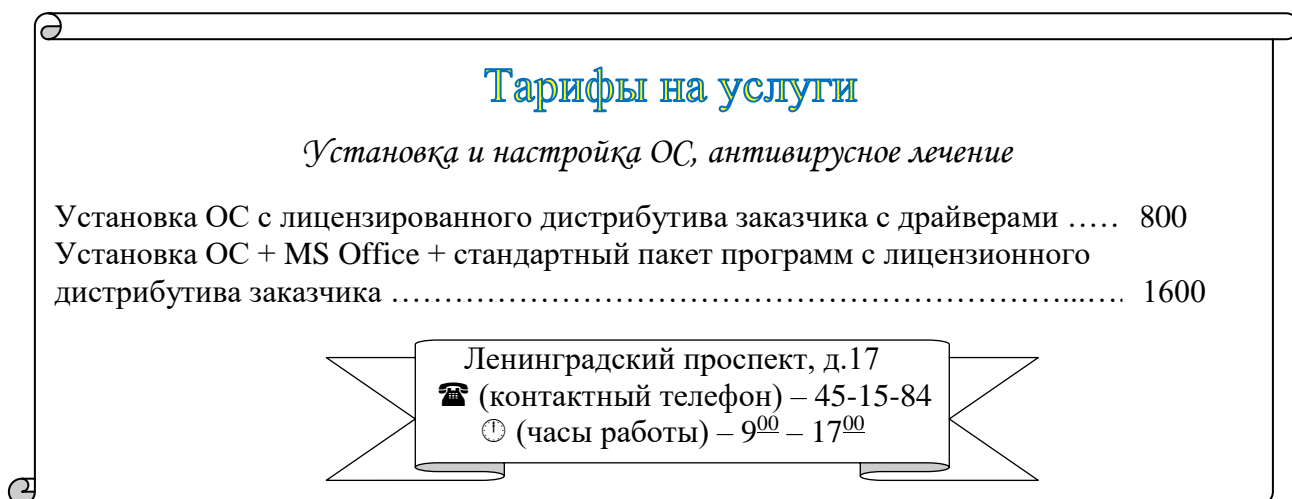 Тарифы на услуги
Установка и настройка ОС, антивирусное лечение
Установка ОС с лицензированного дистрибутива заказчика с драйверами ….. 800
Установка ОС + MS Office + стандартный пакет программ с лицензионного
дистрибутива заказчика ………………………………………………………………...….. 1600
Ленинградский проспект, д.17
☎ (контактный телефон) – 45-15-84
🕛 (часы работы) – 9⁰⁰ – 17⁰⁰